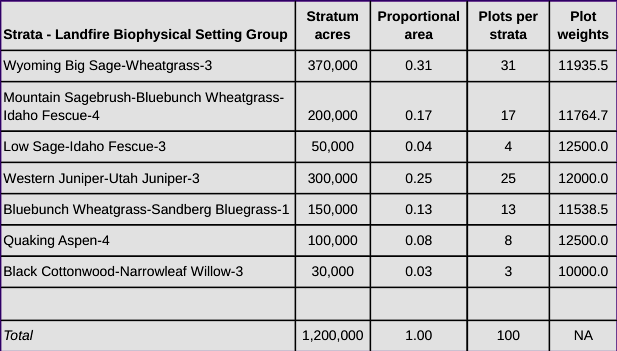 Strata - Landfire Biophysical Setting Group Stratum acres Proportional area Plots per strata Plot weights
Wyoming Big Sage-Wheatgrass-3 370,000 0.31 31 11935.5
Mountain Sagebrush-Bluebunch Wheatgrass-
Idaho Fescue-4 200,000 0.17 17 11764.7
Low Sage-Idaho Fescue-3 50,000 0.04 4 12500.0
Western Juniper-Utah Juniper-3 300,000 0.25 25 12000.0
Bluebunch Wheatgrass-Sandberg Bluegrass-1 150,000 0.13 13 11538.5
Quaking Aspen-4 100,000 0.08 8 12500.0
Black Cottonwood-Narrowleaf Willow-3 30,000 0.03 3 10000.0
Total 1,200,000 1.00 100 NA